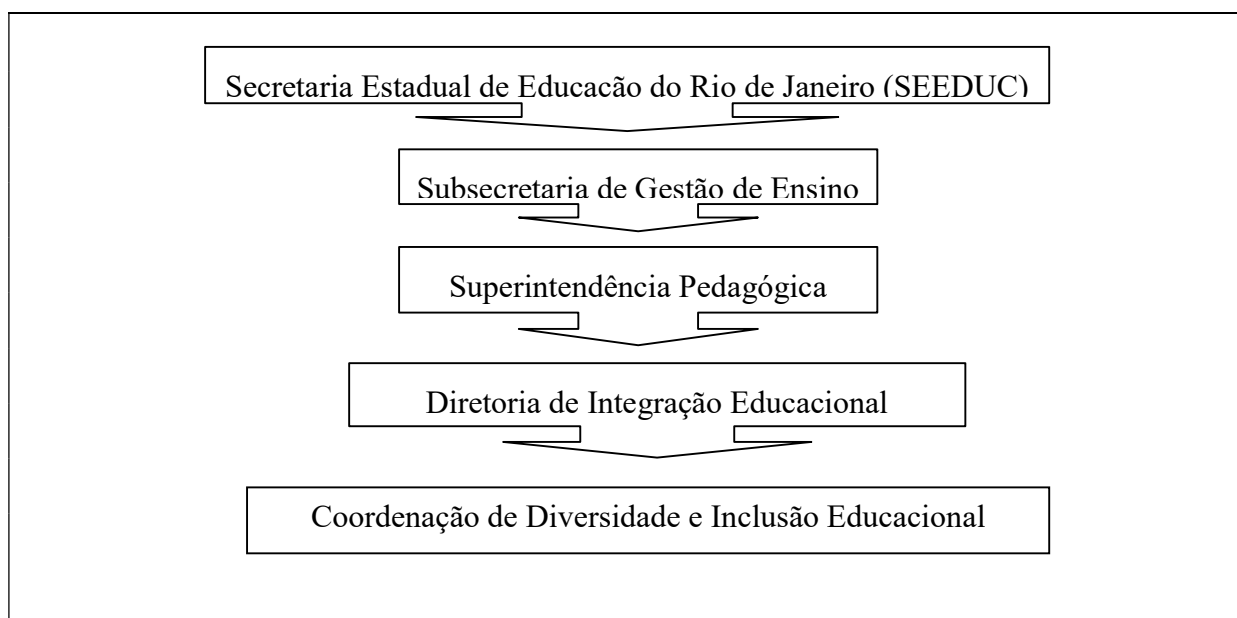 Secretaria Estadual de Educação do Rio de Janeiro (SEEDUC)
Subsecretaria de Gestão de Ensino
Superintendência Pedagógica
Diretoria de Integração Educacional
Coordenação de Diversidade e Inclusão Educacional